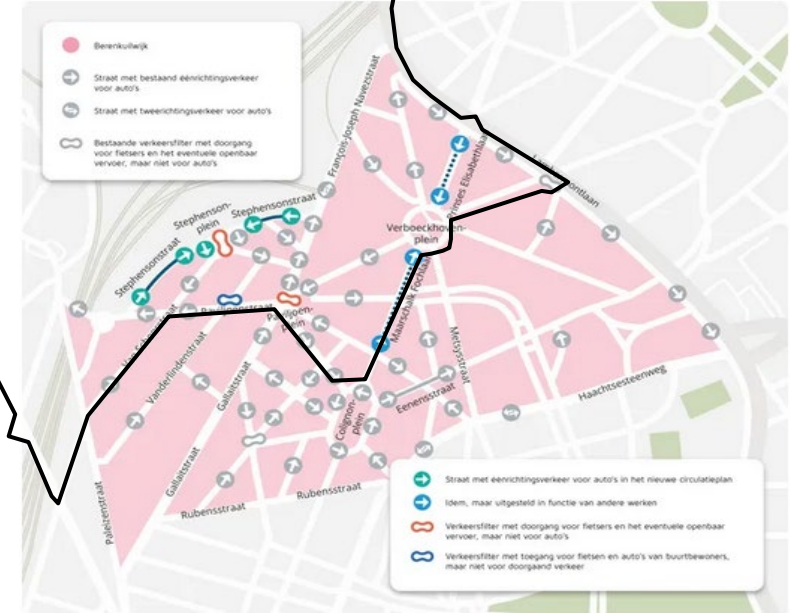 Berenkuilwijk
Straat met bestaand éénrichtingsverkeer
voor auto's
Straat met tweerichtingsverkeer voor auto's
Bestaande verkeersfilter met doorgang
voor fietsers en het eventuele openbaar
vervoer, maar niet voor auto's
François-Joseph Navezstraat
Prinses Elisabethlaan
Stephenson-
plein
Stephensonstraat
Verboeckhoven-
plein
Stephensonstraat
Maarschalk Fochlaan
Paviljoenstraat
Paviljoen-
plein
Vanderlindenstraat
Gallaitstraat
Metsysstraat
Eenensstraat
Haachtsesteenweg
Colignon-
plein
Gallaitstraat
Paleizenstraat
Rubensstraat
Rubensstraat
Straat met éénrichtingsverkeer voor auto's in het nieuwe circulatieplan
Idem, maar uitgesteld in functie van andere werken
Verkeersfilter met doorgang voor fietsers en het eventuele openbaar
vervoer, maar niet voor auto's
Verkeersfilter met toegang voor fietsen en auto's van buurtbewoners,
maar niet voor doorgaand verkeer